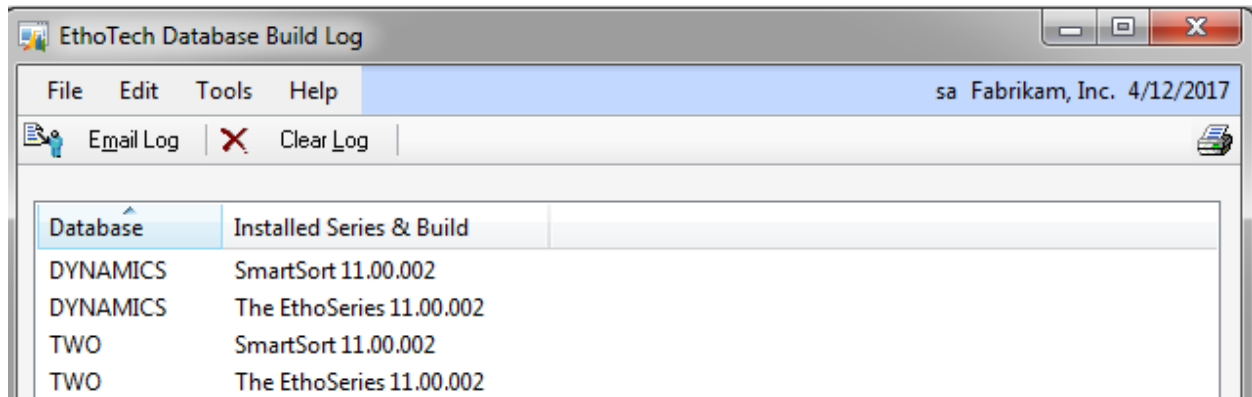 EthoTech Database Build Log
File Edit Tools Help sa Fabrikam, Inc. 4/12/2017
Email Log Clear Log
Database Installed Series & Build
DYNAMICS SmartSort 11.00.002
DYNAMICS The EthoSeries 11.00.002
TWO SmartSort 11.00.002
TWO The EthoSeries 11.00.002